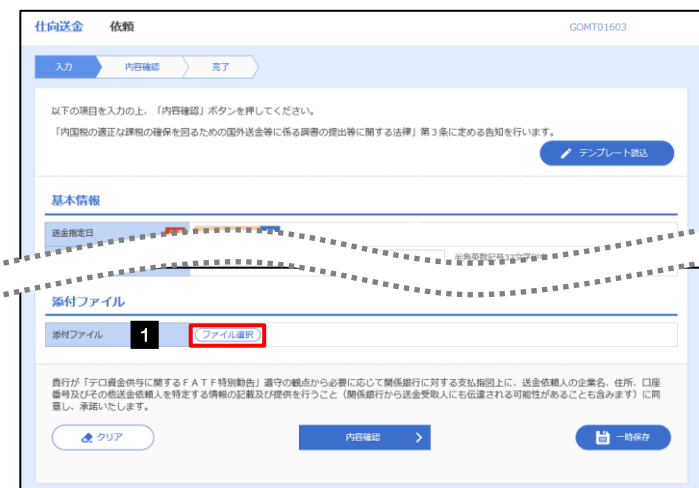 仕向送金 依頼 GOMT01603
入力 内容確認 完了
以下の項目を入力の上、「内容確認」ボタンを押してください。
「内国税の適正な課税の確保を図るための国外送金等に係る調書の提出等に関する法律」第3条に定める告知を行います。
テンプレート読込
基本情報
送金指定日
添付ファイル
添付ファイル 1 ファイル選択
貴行が「テロ資金供与に関するＦＡＴＦ特別勧告」遵守の観点から必要に応じて関係銀行に対する支払指図上に、送金依頼人の企業名、住所、口座
番号及びその他送金依頼人を特定する情報の記載及び提供を行うこと（関係銀行から送金受取人にも伝達される可能性があることも含みます）に同
意し、承諾いたします。
クリア 内容確認 一時保存